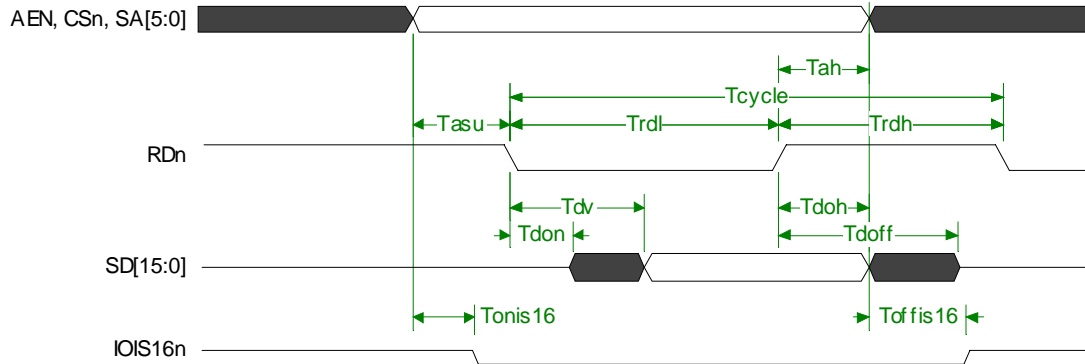 AEN, CSn, SA[5:0]
Tah
Tcycle
Tasu Trdl Trdh
RDn
Tdv Tdoh
Tdon Tdoff
SD[15:0]
Tonis16 Toffis16
IOIS16n